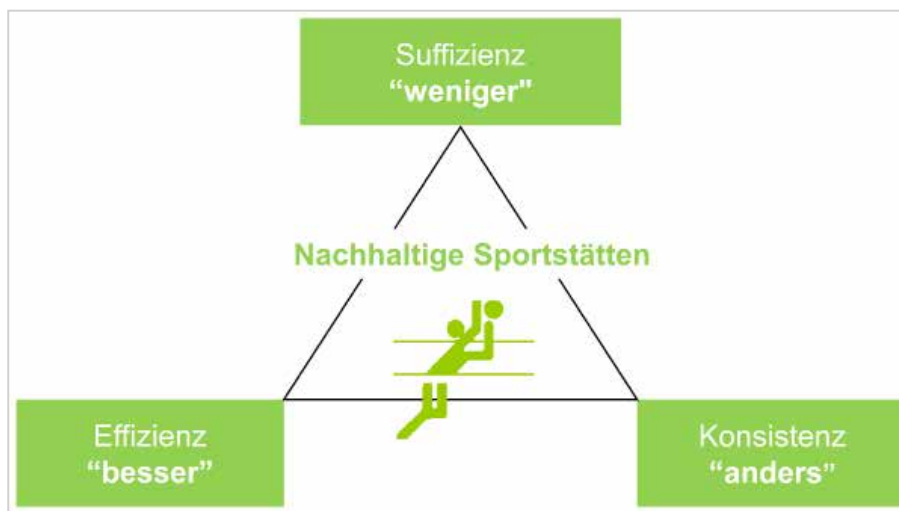 Suffizienz
“weniger"
Nachhaltige Sportstätten
Effizienz
“besser”
Konsistenz
“anders”